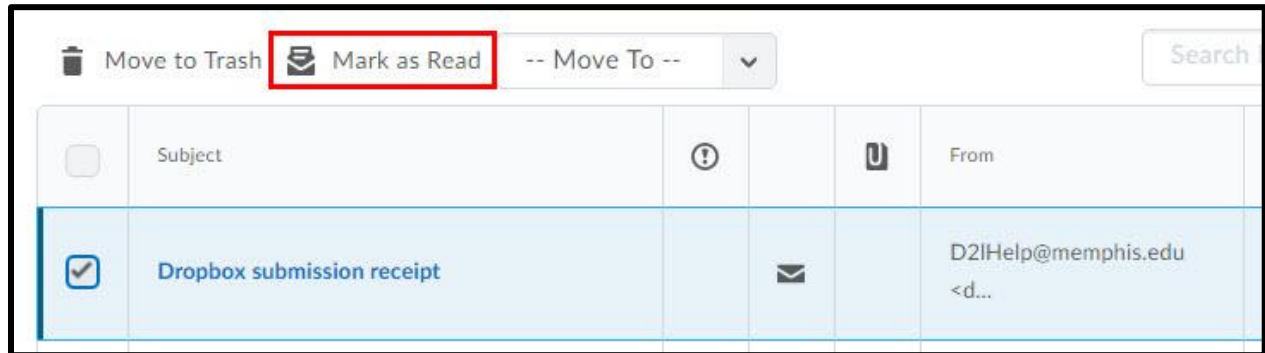 Move to Trash Mark as Read -- Move To -- Search
Subject From
Dropbox submission receipt D2lHelp@memphis.edu
<d...